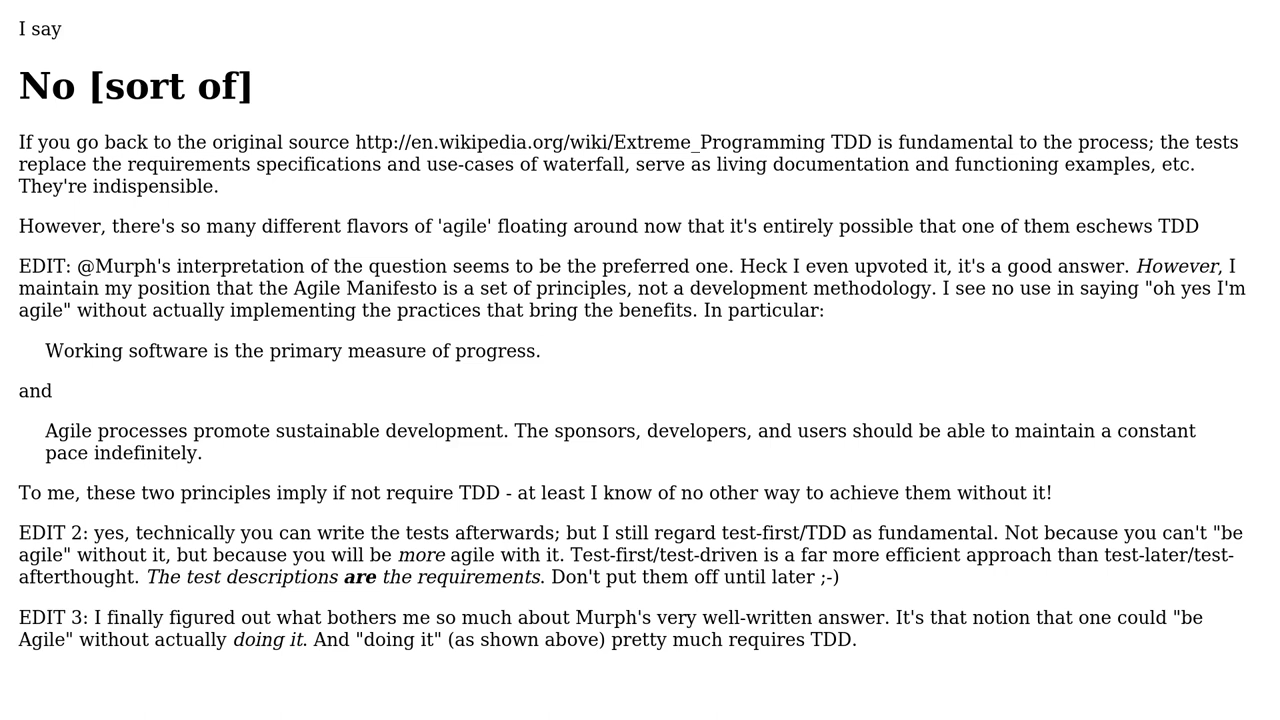 I say
No [sort of]
If you go back to the original source http://en.wikipedia.org/wiki/Extreme_Programming TDD is fundamental to the process; the tests
replace the requirements specifications and use-cases of waterfall, serve as living documentation and functioning examples, etc.
They're indispensible.
However, there's so many different flavors of 'agile' floating around now that it's entirely possible that one of them eschews TDD
EDIT: @Murph's interpretation of the question seems to be the preferred one. Heck I even upvoted it, it's a good answer. However, I
maintain my position that the Agile Manifesto is a set of principles, not a development methodology. I see no use in saying "oh yes I'm
agile" without actually implementing the practices that bring the benefits. In particular:
Working software is the primary measure of progress.
and
Agile processes promote sustainable development. The sponsors, developers, and users should be able to maintain a constant
pace indefinitely.
To me, these two principles imply if not require TDD - at least I know of no other way to achieve them without it!
EDIT 2: yes, technically you can write the tests afterwards; but I still regard test-first/TDD as fundamental. Not because you can't "be
agile" without it, but because you will be more agile with it. Test-first/test-driven is a far more efficient approach than test-later/test-
afterthought. The test descriptions are the requirements. Don't put them off until later ;-)
EDIT 3: I finally figured out what bothers me so much about Murph's very well-written answer. It's that notion that one could "be
Agile" without actually doing it. And "doing it" (as shown above) pretty much requires TDD.